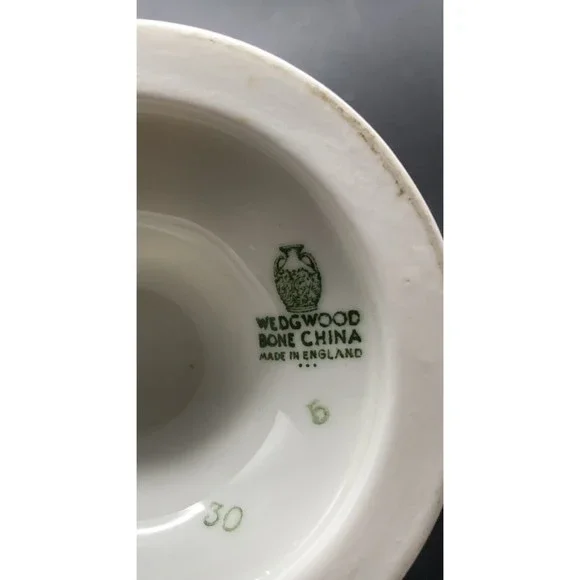 WEDGWOOD
BONE CHINA
MADE IN ENGLAND
•••
6
30